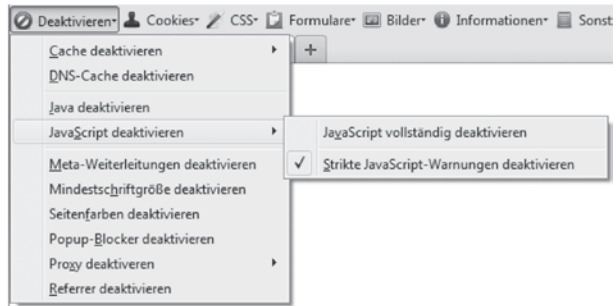 Deaktivieren Cookies CSS Formulare Bilder Informationen Sonst
Cache deaktivieren
DNS-Cache deaktivieren
Java deaktivieren
JavaScript deaktivieren
JavaScript vollständig deaktivieren
Strikte JavaScript-Warnungen deaktivieren
Meta-Weiterleitungen deaktivieren
Mindestschriftgröße deaktivieren
Seitenfarben deaktivieren
Popup-Blocker deaktivieren
Proxy deaktiveren
Referrer deaktivieren